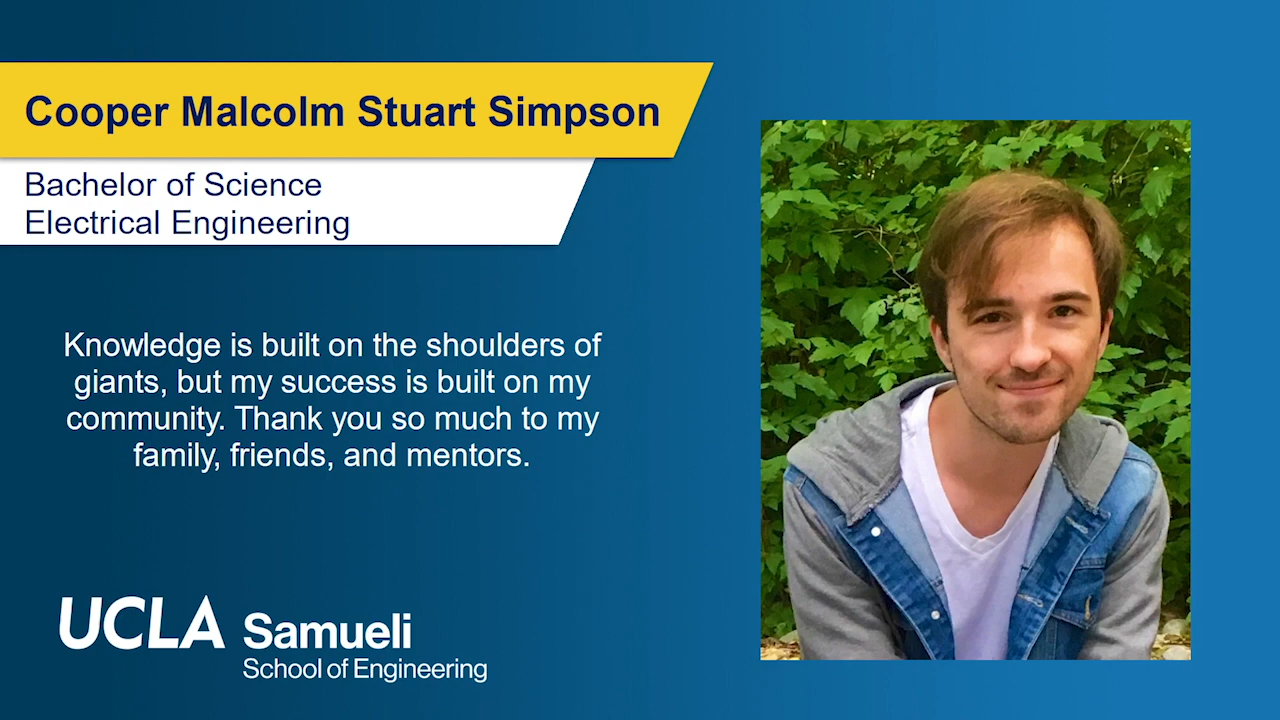 Cooper Malcolm Stuart Simpson
Bachelor of Science
Electrical Engineering
Knowledge is built on the shoulders of
giants, but my success is built on my
community. Thank you so much to my
family, friends, and mentors.
UCLA Samueli
School of Engineering